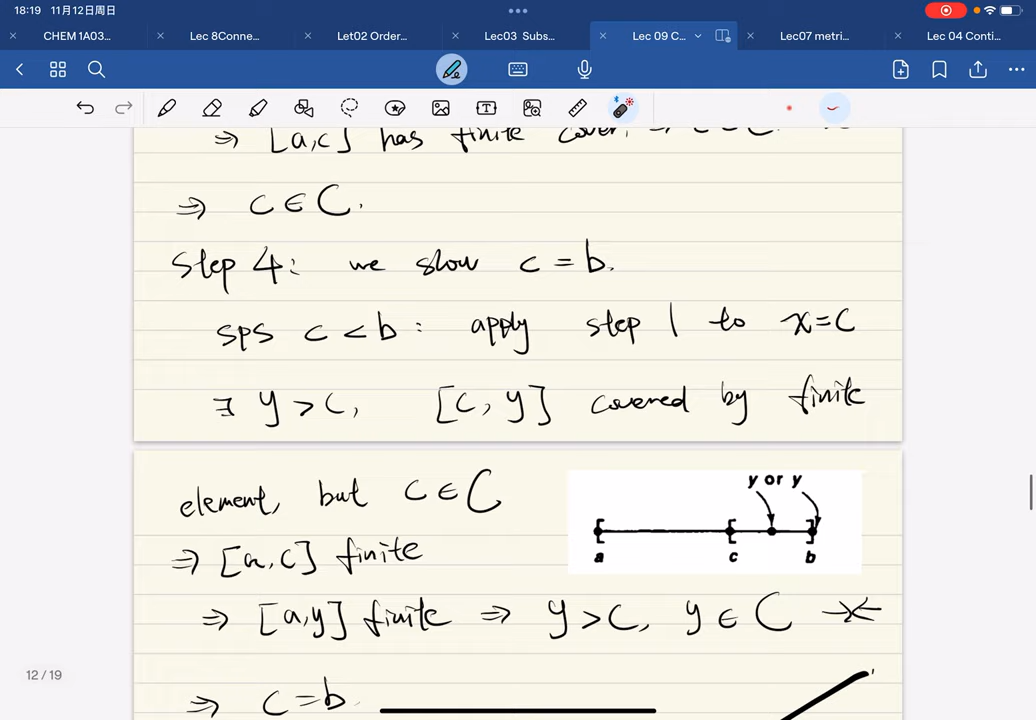 18:19 11月12日周日
CHEM 1A03... Lec 8Conne... Let02 Order... Lec03 Subs... Lec 09 C... Lec07 metri... Lec 04 Conti...
⇒ [a,c] has finite cover. ⇒ c ∈ C.
⇒ c ∈ C.
Step 4: we show c = b.
sps c < b : apply step 1 to x=c
∃ y > c, [c, y] covered by finite
element, but c ∈ C
y or y
a c b
⇒ [a,c] finite
⇒ [a,y] finite ⇒ y > c, y ∈ C →←
12 / 19
⇒ c = b.